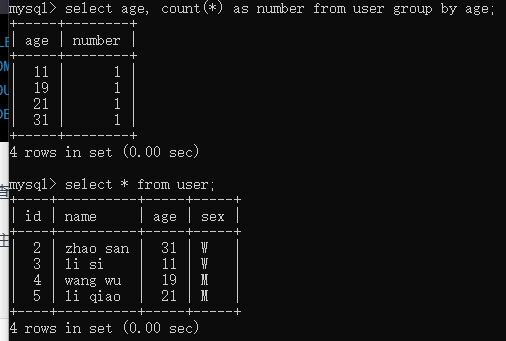 mysql> select age, count(*) as number from user group by age;
+-----+--------+
| age | number |
+-----+--------+
| 11 | 1 |
| 19 | 1 |
| 21 | 1 |
| 31 | 1 |
+-----+--------+
4 rows in set (0.00 sec)
mysql> select * from user;
+----+----------+-----+-----+
| id | name | age | sex |
+----+----------+-----+-----+
| 2 | zhao san | 31 | W |
| 3 | li si | 11 | W |
| 4 | wang wu | 19 | M |
| 5 | li qiao | 21 | M |
+----+----------+-----+-----+
4 rows in set (0.00 sec)